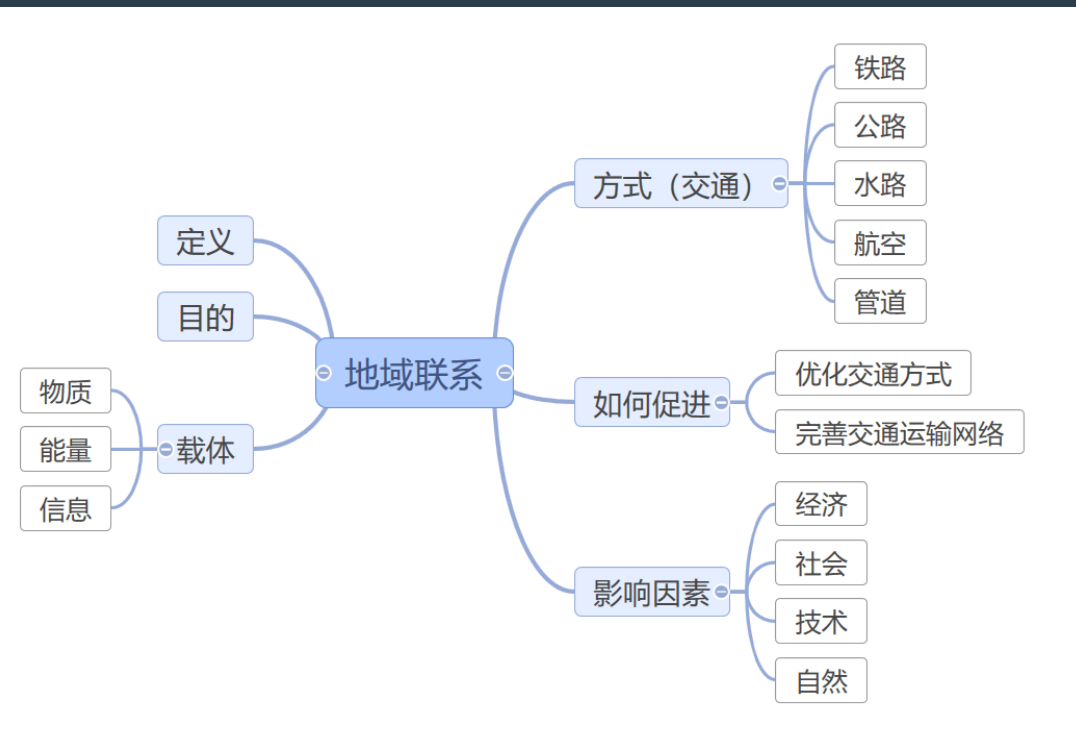 地域联系
定义
目的
载体
物质
能量
信息
方式（交通）
铁路
公路
水路
航空
管道
如何促进
优化交通方式
完善交通运输网络
影响因素
经济
社会
技术
自然